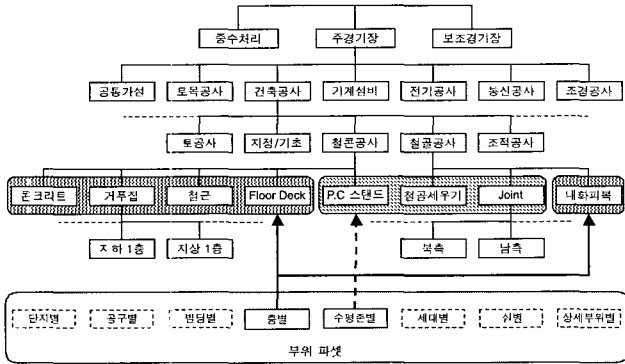 중수처리 주경기장 보조경기장
공통가설 토목공사 건축공사 기계설비 전기공사 통신공사 조경공사
토공사 지정/기초 철콘공사 철골공사 조적공사
콘크리트 거푸집 철근 Floor Deck P.C 스탠드 철골세우기 Joint 내화피복
지하 1층 지상 1층 북측 남측
단지별 공구별 빌딩별 층별 수평존별 세대별 실별 상세부위별
부위 파셋